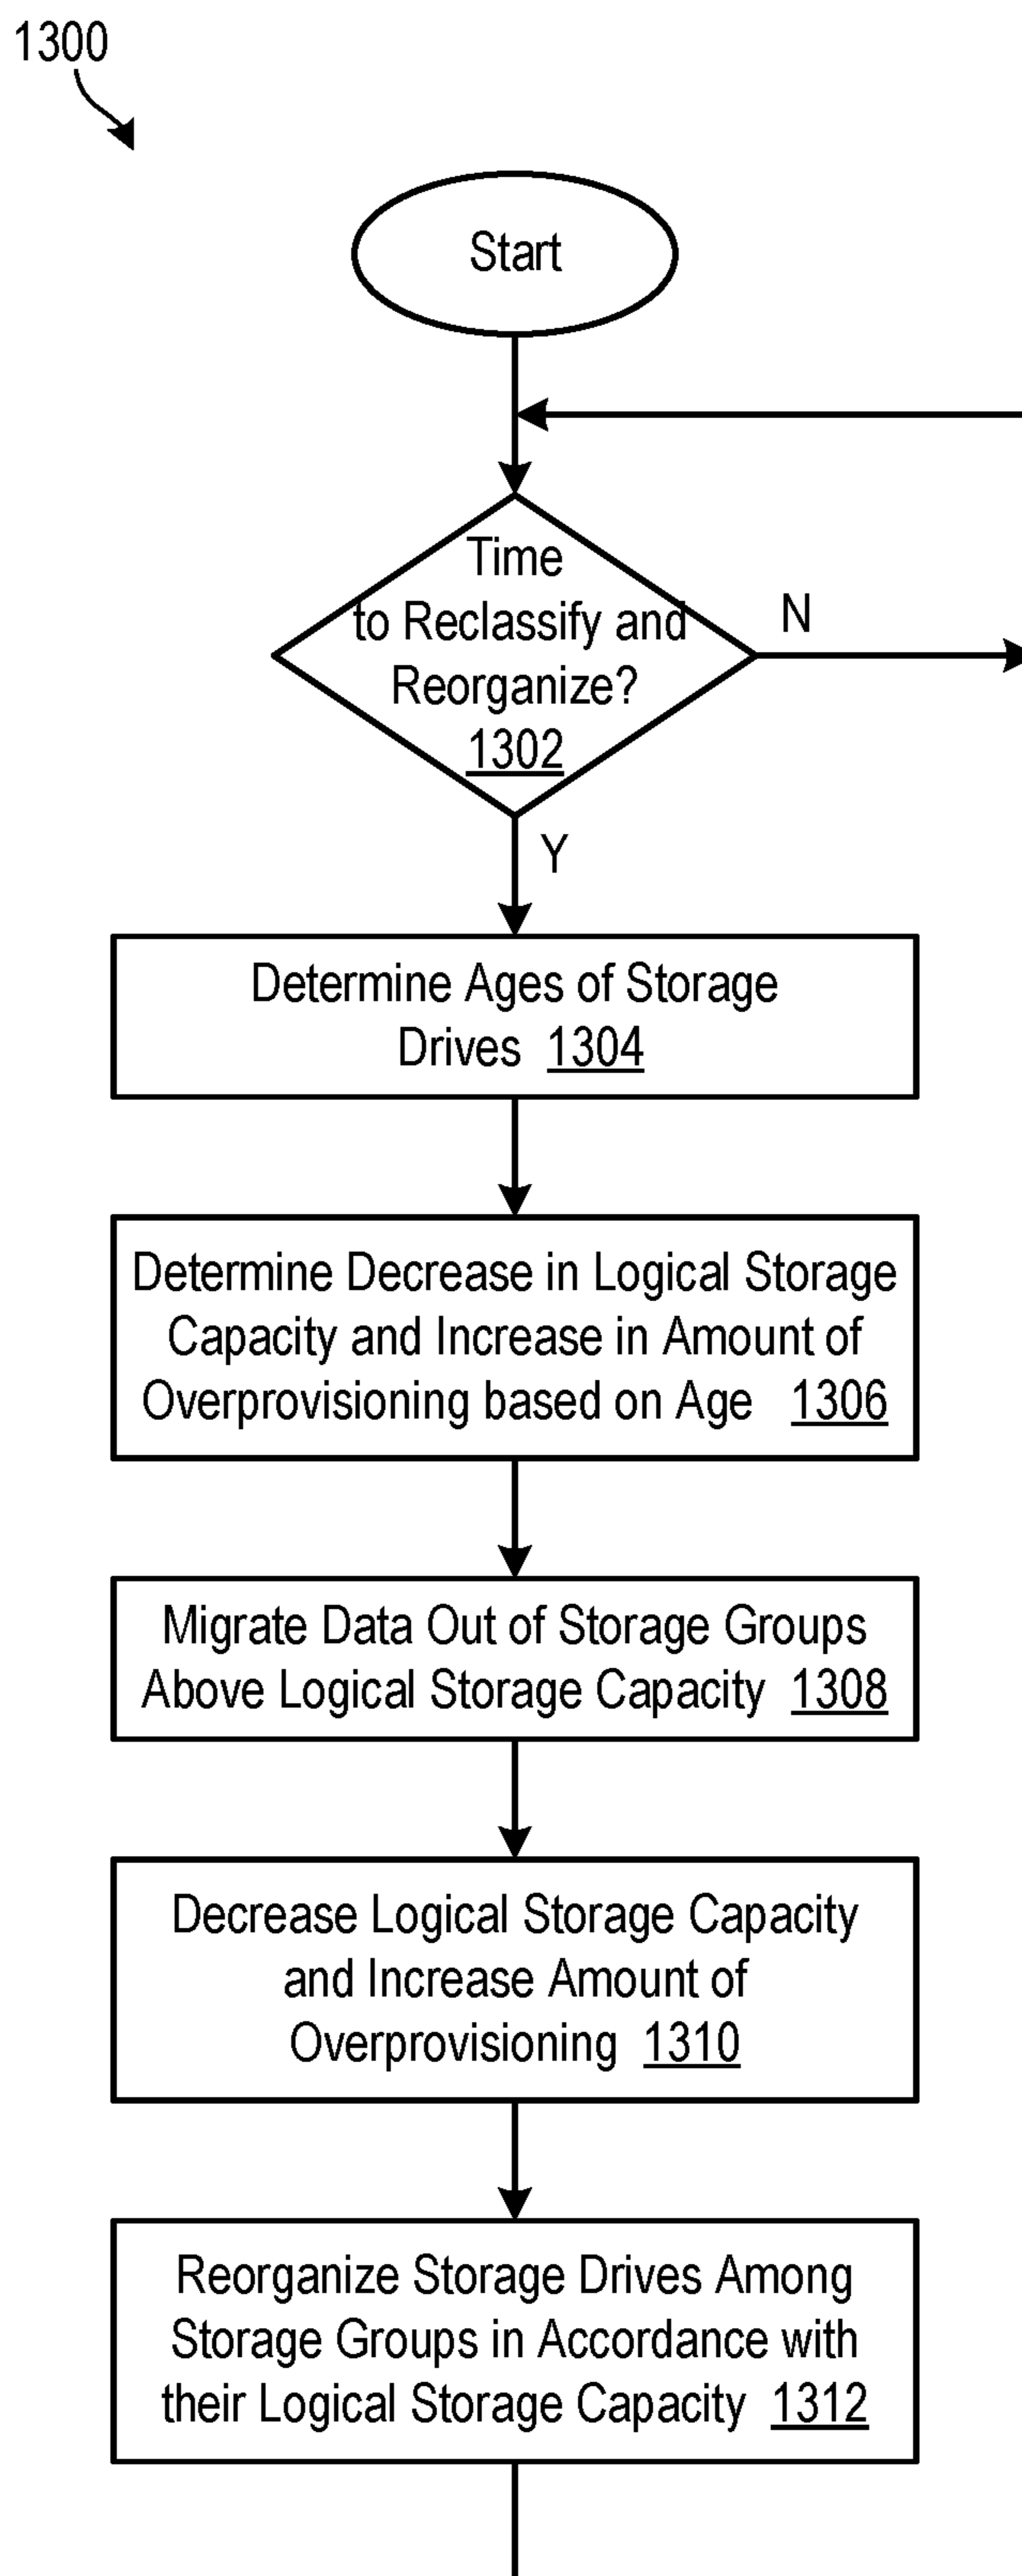 1300
Start
Time
to Reclassify and
Reorganize?
1302
N
Y
Determine Ages of Storage
Drives 1304
Determine Decrease in Logical Storage
Capacity and Increase in Amount of
Overprovisioning based on Age 1306
Migrate Data Out of Storage Groups
Above Logical Storage Capacity 1308
Decrease Logical Storage Capacity
and Increase Amount of
Overprovisioning 1310
Reorganize Storage Drives Among
Storage Groups in Accordance with
their Logical Storage Capacity 1312